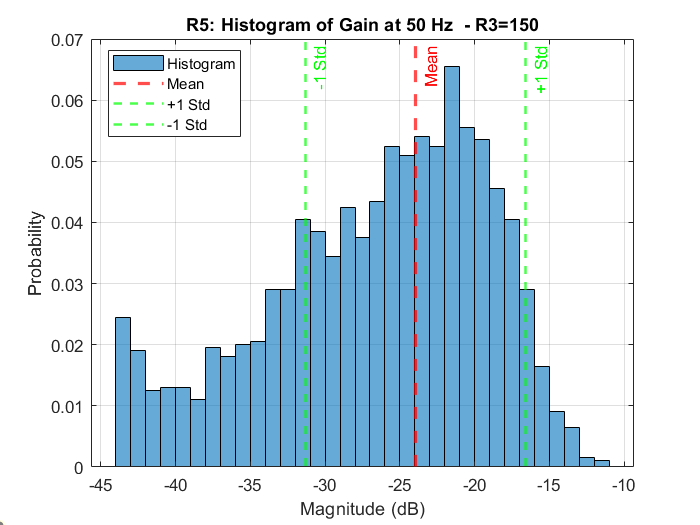 R5: Histogram of Gain at 50 Hz  - R3=150
Histogram
Mean
+1 Std
-1 Std
-1 Std
Mean
+1 Std
0.07
0.06
0.05
0.04
0.03
0.02
0.01
0
Probability
-45
-40
-35
-30
-25
-20
-15
-10
Magnitude (dB)